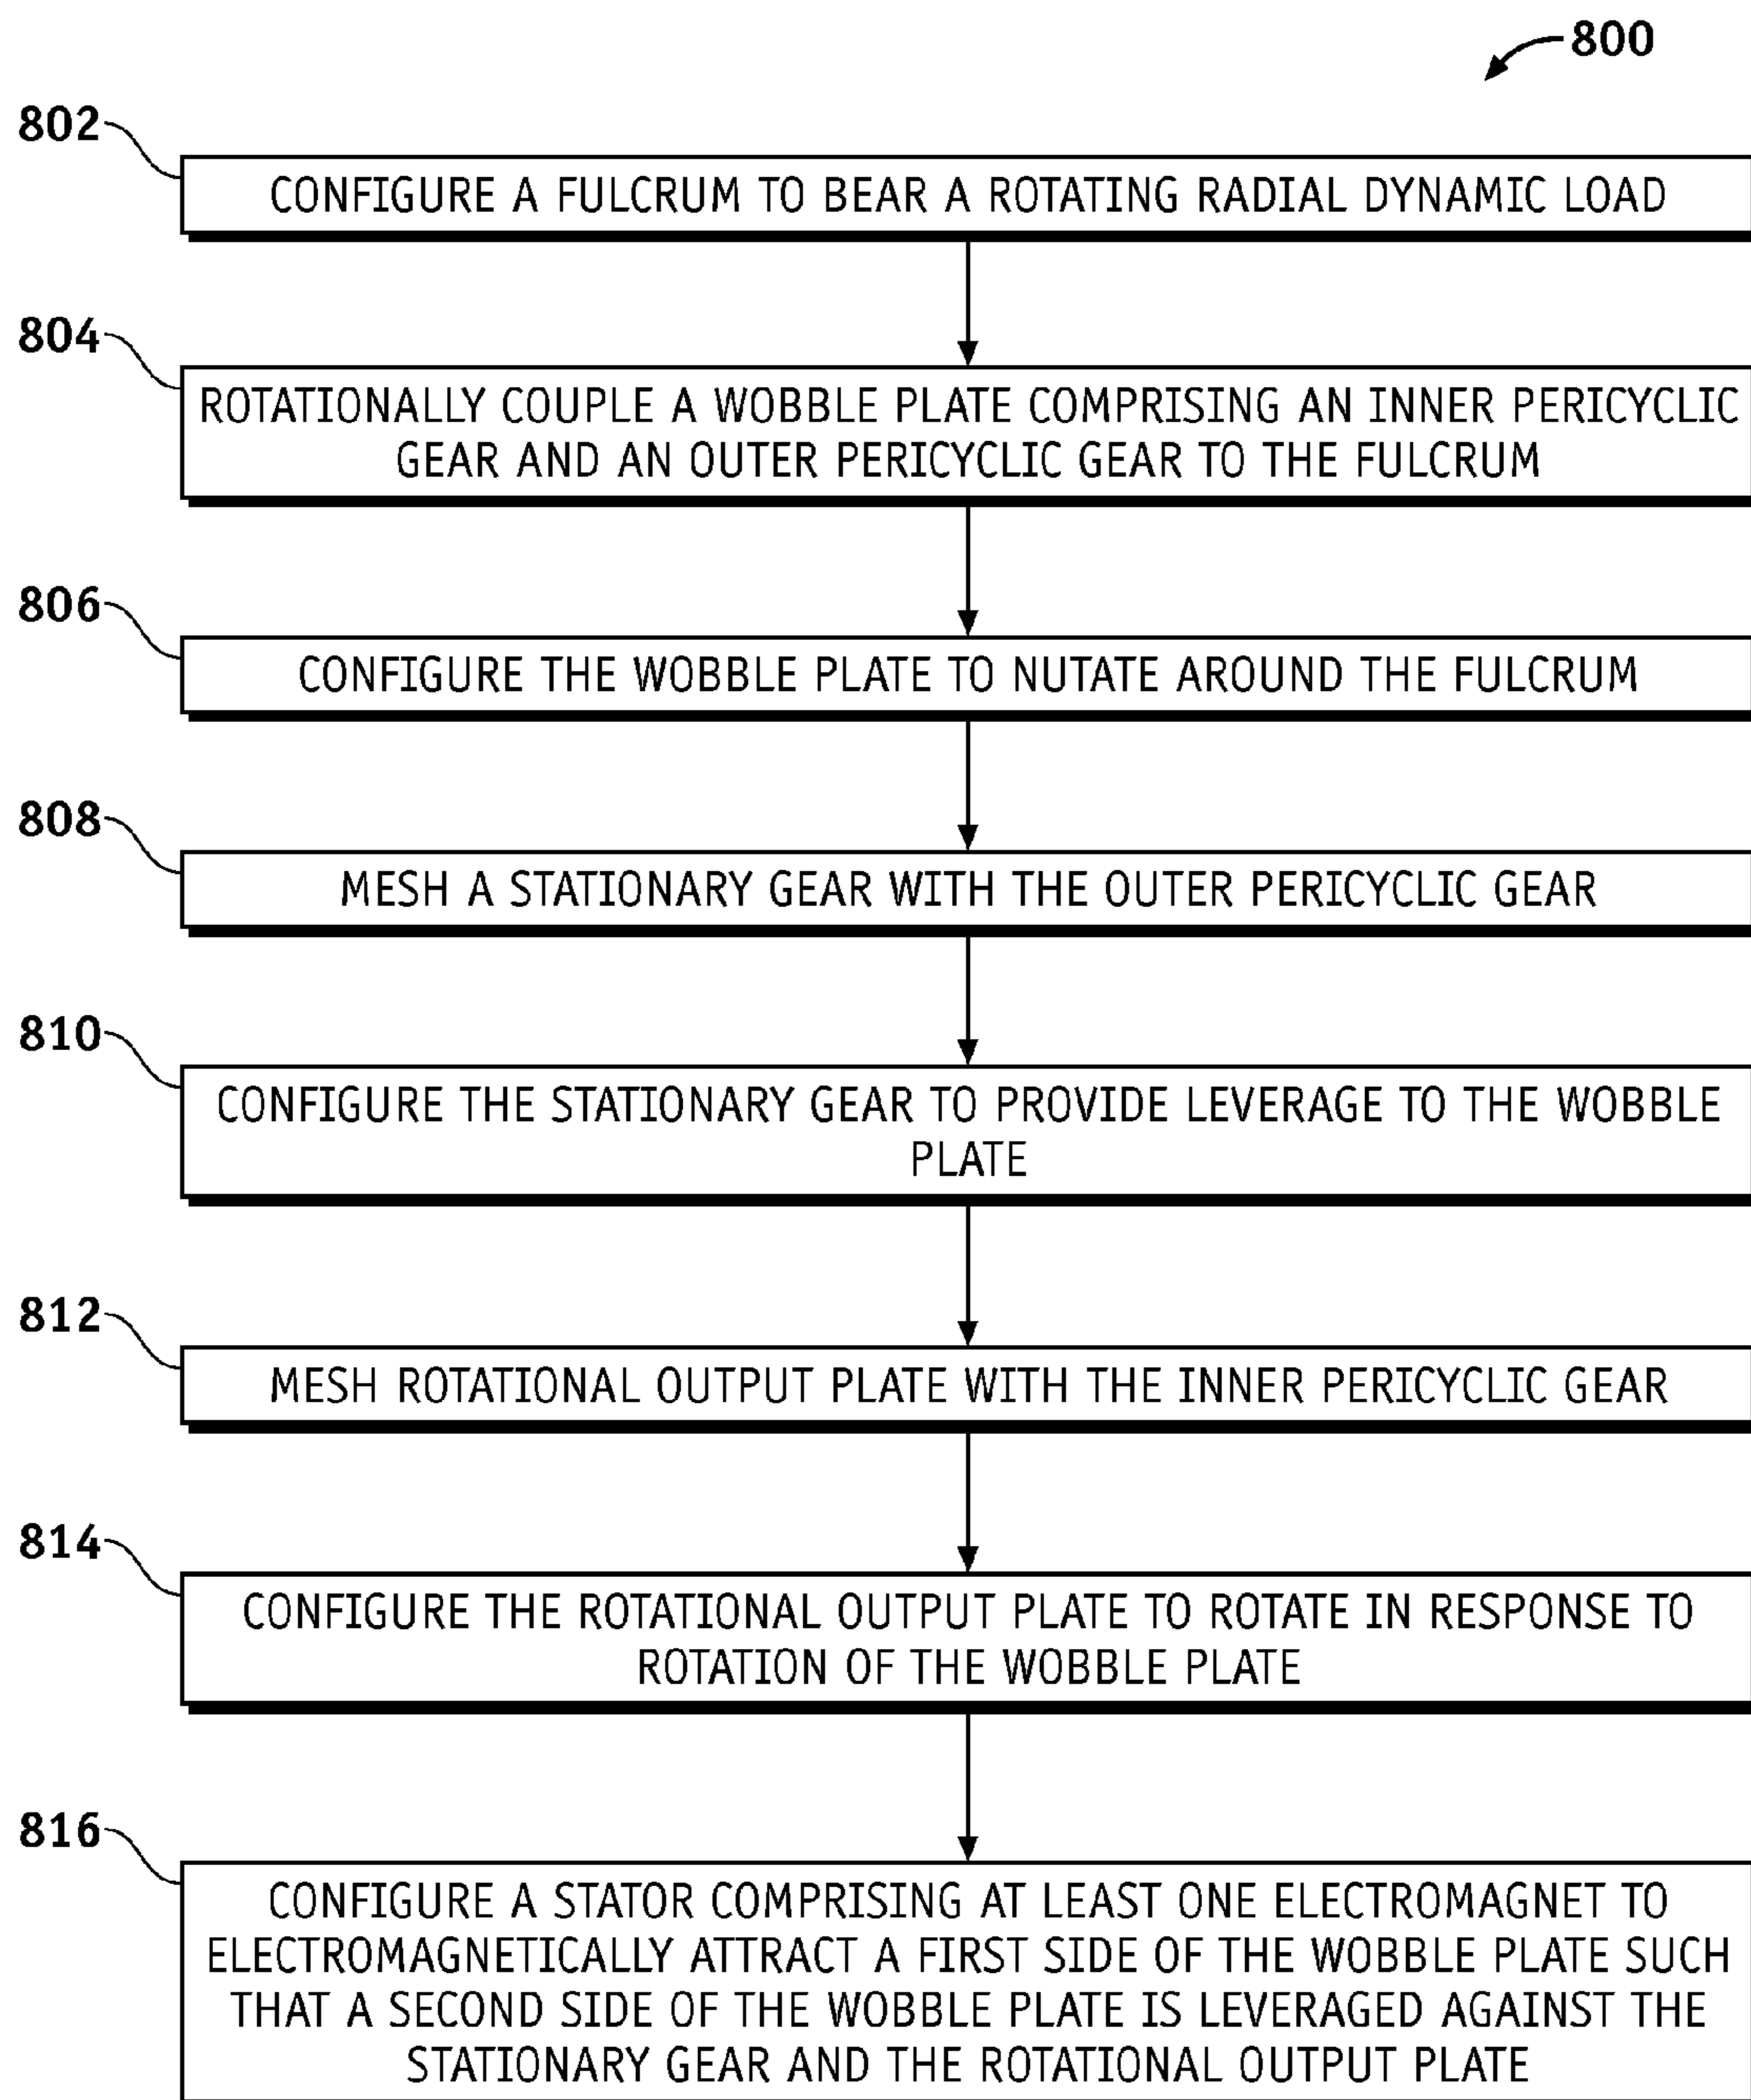 800
802
CONFIGURE A FULCRUM TO BEAR A ROTATING RADIAL DYNAMIC LOAD
804
ROTATIONALLY COUPLE A WOBBLE PLATE COMPRISING AN INNER PERICYCLIC
GEAR AND AN OUTER PERICYCLIC GEAR TO THE FULCRUM
806
CONFIGURE THE WOBBLE PLATE TO NUTATE AROUND THE FULCRUM
808
MESH A STATIONARY GEAR WITH THE OUTER PERICYCLIC GEAR
810
CONFIGURE THE STATIONARY GEAR TO PROVIDE LEVERAGE TO THE WOBBLE
PLATE
812
MESH ROTATIONAL OUTPUT PLATE WITH THE INNER PERICYCLIC GEAR
814
CONFIGURE THE ROTATIONAL OUTPUT PLATE TO ROTATE IN RESPONSE TO
ROTATION OF THE WOBBLE PLATE
816
CONFIGURE A STATOR COMPRISING AT LEAST ONE ELECTROMAGNET TO
ELECTROMAGNETICALLY ATTRACT A FIRST SIDE OF THE WOBBLE PLATE SUCH
THAT A SECOND SIDE OF THE WOBBLE PLATE IS LEVERAGED AGAINST THE
STATIONARY GEAR AND THE ROTATIONAL OUTPUT PLATE